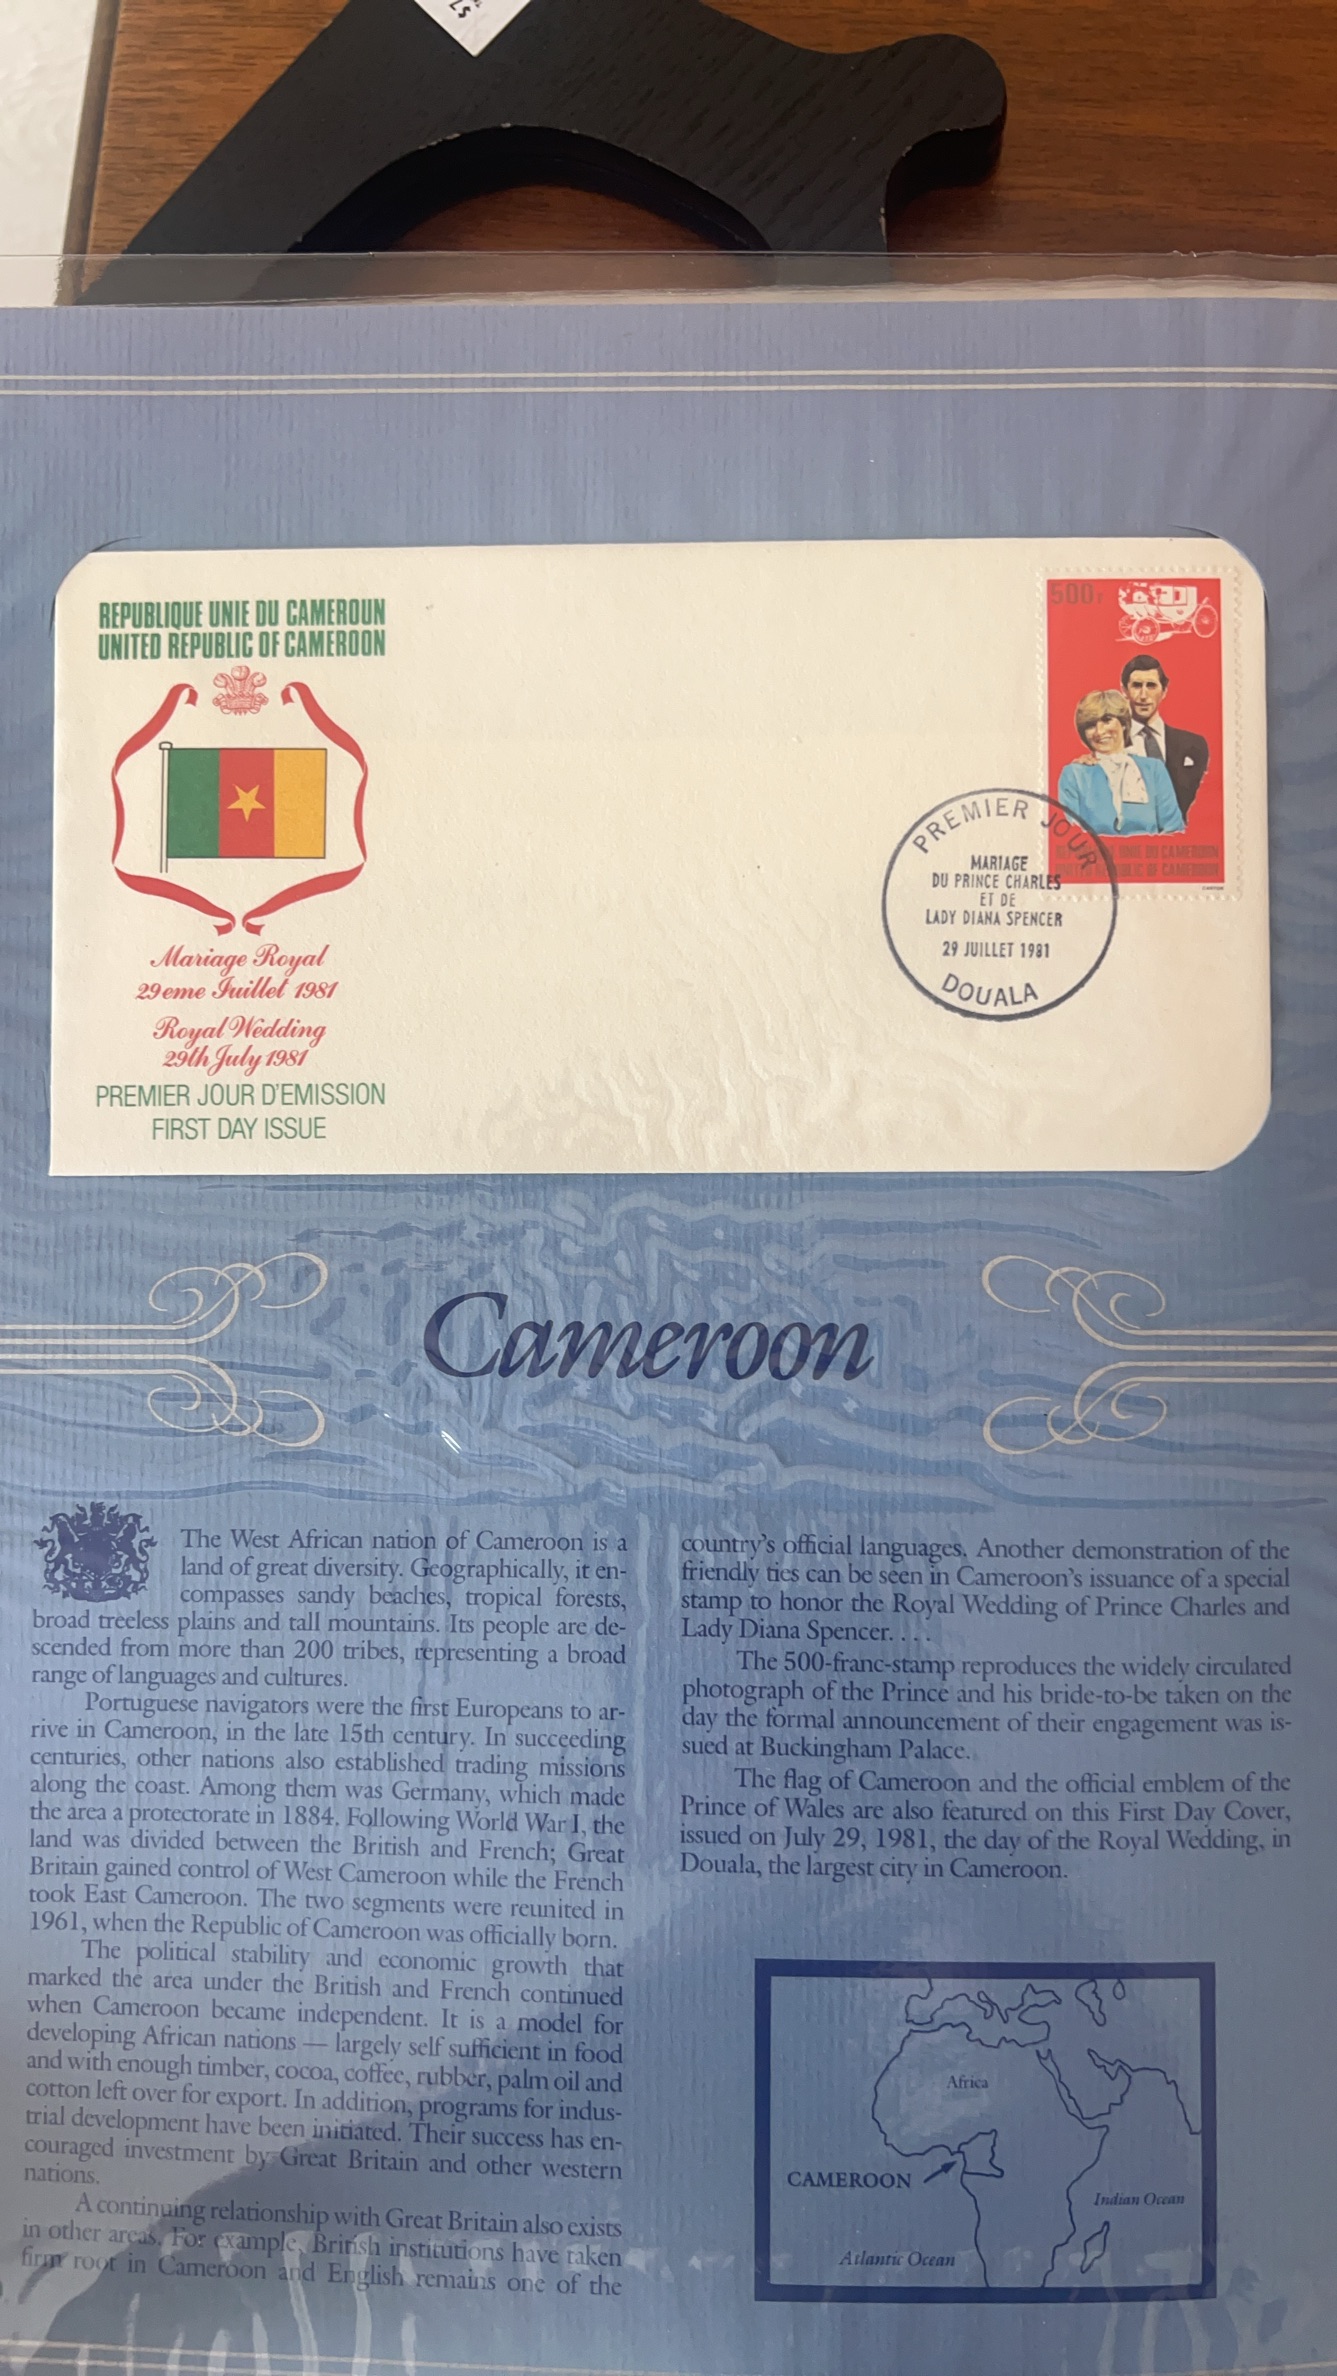 REPUBLIQUE UNIE DU CAMEROUN
UNITED REPUBLIC OF CAMEROON
Mariage Royal
29eme Juillet 1981
Royal Wedding
29th July 1981
PREMIER JOUR D'EMISSION
FIRST DAY ISSUE
500F
UNIE DU CAMEROUN
REPUBLIC OF CAMEROON
CARTOR
PREMIER JOUR
MARIAGE
DU PRINCE CHARLES
ET DE
LADY DIANA SPENCER
29 JUILLET 1981
DOUALA
Cameroon
The West African nation of Cameroon is a
land of great diversity. Geographically, it en-
compasses sandy beaches, tropical forests,
broad treeless plains and tall mountains. Its people are de-
scended from more than 200 tribes, representing a broad
range of languages and cultures.
Portuguese navigators were the first Europeans to ar-
rive in Cameroon, in the late 15th century. In succeeding
centuries, other nations also established trading missions
along the coast. Among them was Germany, which made
the area a protectorate in 1884. Following World War I, the
land was divided between the British and French; Great
Britain gained control of West Cameroon while the French
took East Cameroon. The two segments were reunited in
1961, when the Republic of Cameroon was officially born.
The political stability and economic growth that
marked the area under the British and French continued
when Cameroon became independent. It is a model for
developing African nations — largely self sufficient in food
and with enough timber, cocoa, coffee, rubber, palm oil and
cotton left over for export. In addition, programs for indus-
trial development have been initiated. Their success has en-
couraged investment by Great Britain and other western
nations.
A continuing relationship with Great Britain also exists
in other areas. For example, British institutions have taken
firm root in Cameroon and English remains one of the
country's official languages. Another demonstration of the
friendly ties can be seen in Cameroon's issuance of a special
stamp to honor the Royal Wedding of Prince Charles and
Lady Diana Spencer. . . .
The 500-franc-stamp reproduces the widely circulated
photograph of the Prince and his bride-to-be taken on the
day the formal announcement of their engagement was is-
sued at Buckingham Palace.
The flag of Cameroon and the official emblem of the
Prince of Wales are also featured on this First Day Cover,
issued on July 29, 1981, the day of the Royal Wedding, in
Douala, the largest city in Cameroon.
Africa
CAMEROON
Indian Ocean
Atlantic Ocean